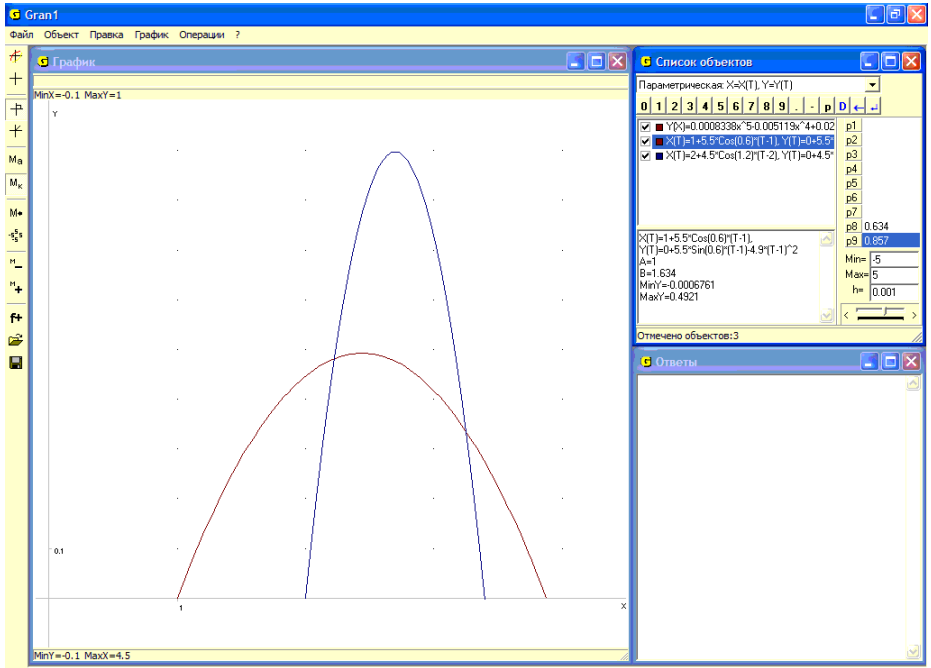 Gran1
Файл Объект Правка График Операции ?
График
MinX=-0.1 MaxY=1
Y
0.1
1
X
MinY=-0.1 MaxX=4.5
Ma
Mк
M
M
M
f+
Список объектов
Параметрическая: X=X(T), Y=Y(T)
0 1 2 3 4 5 6 7 8 9 . - p D
Y(X)=0.0008338x^5-0.005119x^4+0.02
X(T)=1+5.5*Cos(0.6)*(T-1), Y(T)=0+5.5*
X(T)=2+4.5*Cos(1.2)*(T-2), Y(T)=0+4.5*
p1
p2
p3
p4
p5
p6
p7
p8 0.634
p9 0.857
Min= -5
Max= 5
h= 0.001
X(T)=1+5.5*Cos(0.6)*(T-1),
Y(T)=0+5.5*Sin(0.6)*(T-1)-4.9*(T-1)^2
A=1
B=1.634
MinY=-0.0006761
MaxY=0.4921
Отмечено объектов:3
Ответы